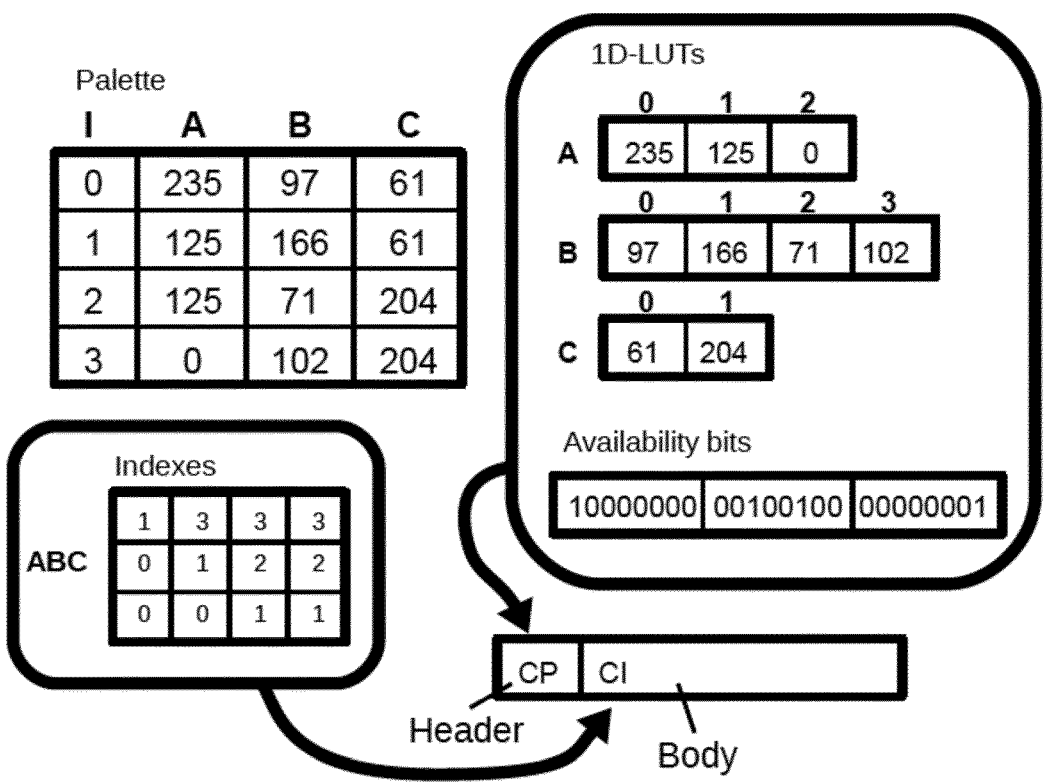 Palette
I A B C
0 235 97 61
1 125 166 61
2 125 71 204
3 0 102 204
1D-LUTs
0 1 2
A 235 125 0
0 1 2 3
B 97 166 71 102
0 1
C 61 204
Availability bits
10000000 00100100 00000001
Indexes
1 3 3 3
ABC 0 1 2 2
0 0 1 1
CP CI
Header
Body